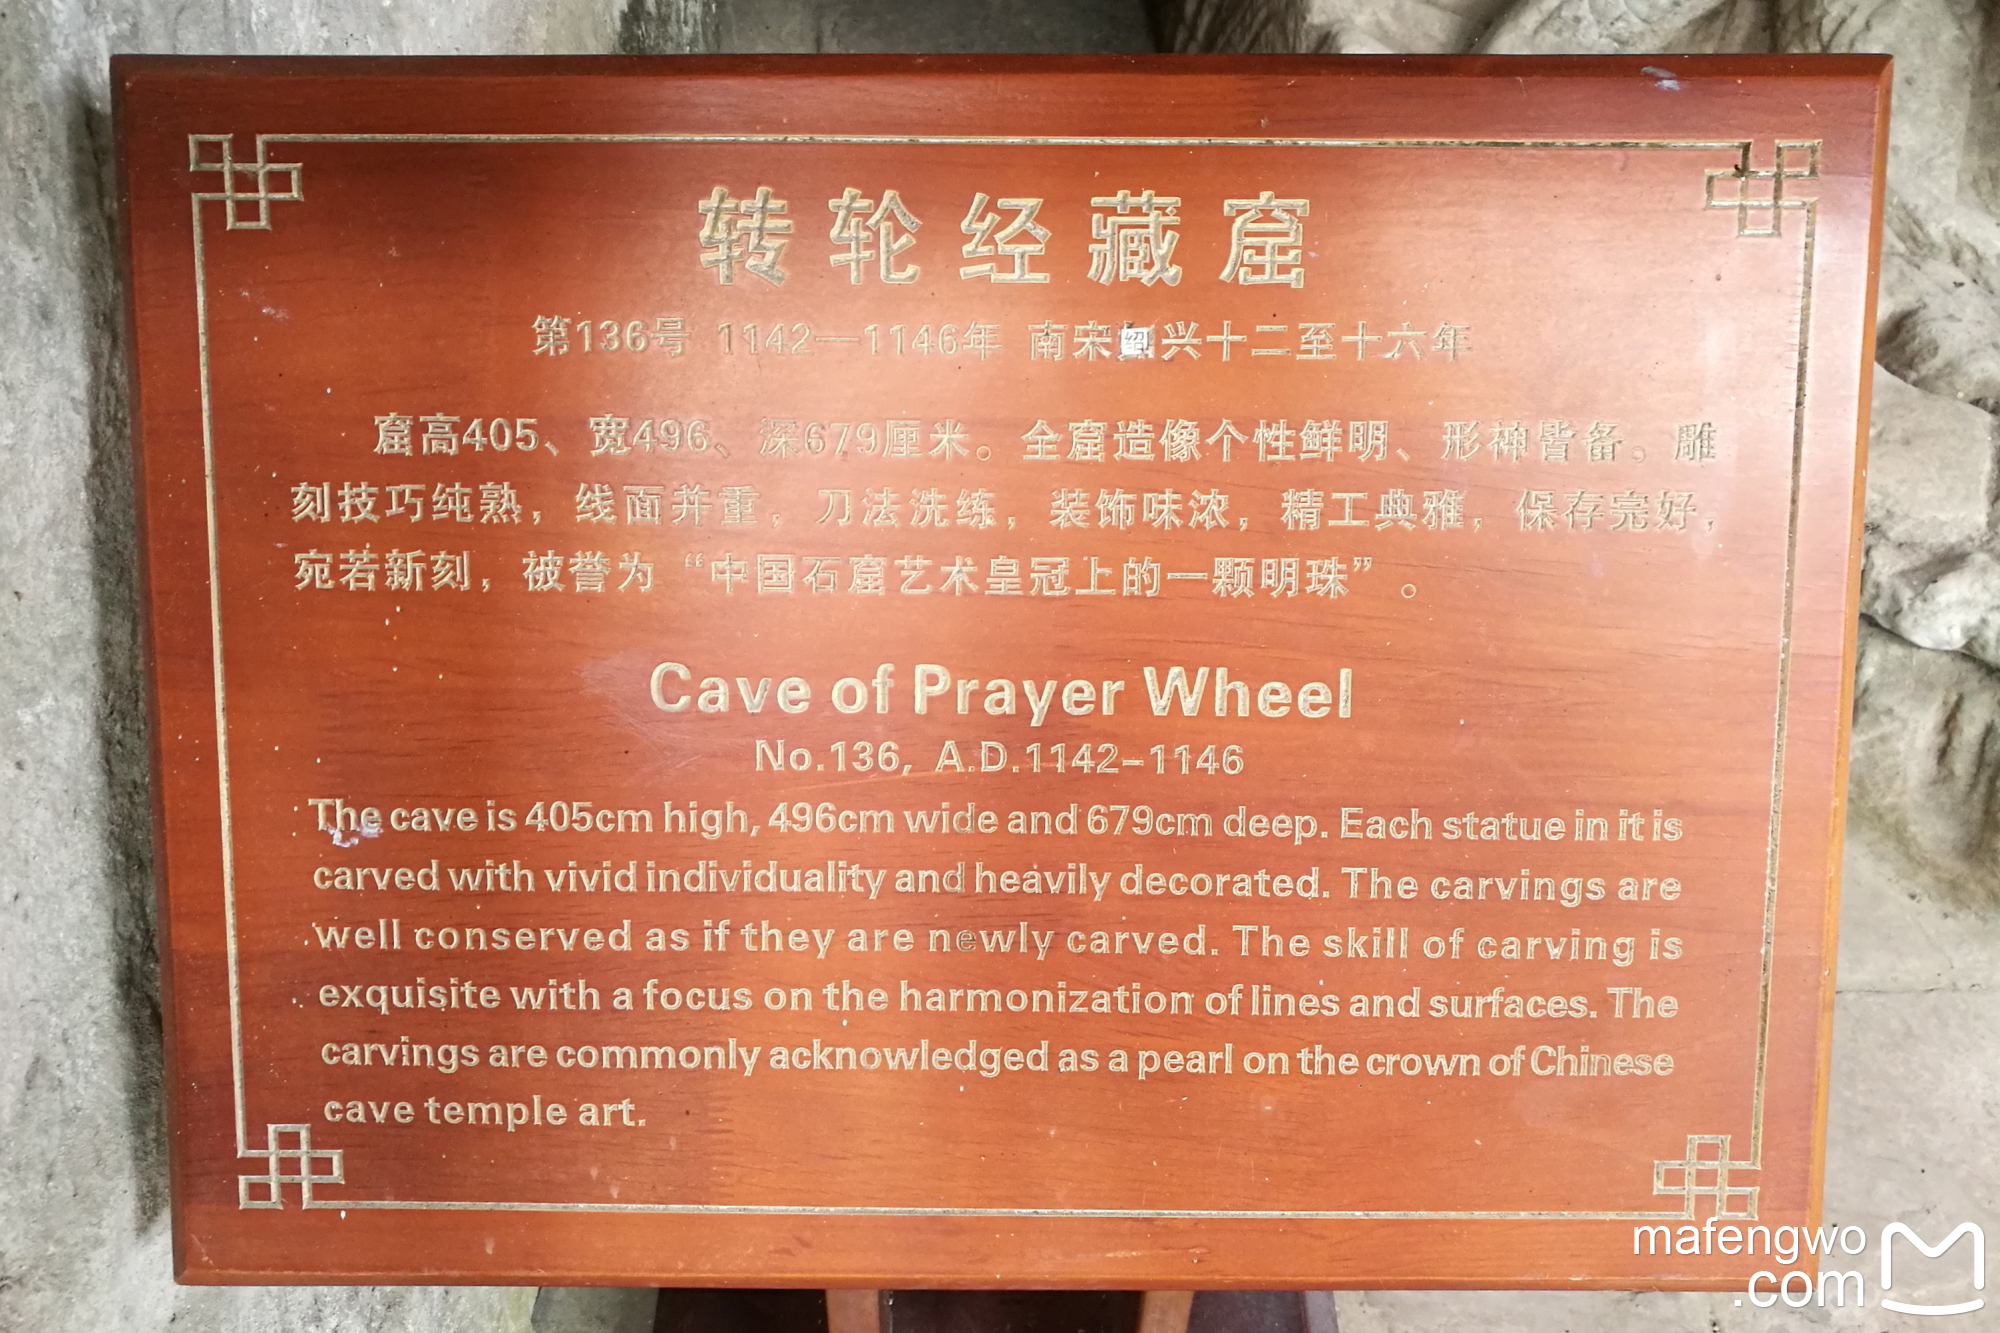 转轮经藏窟
第136号 1142—1146年 南宋绍兴十二至十六年
窟高405、宽496、深679厘米。全窟造像个性鲜明、形神皆备。雕
刻技巧纯熟，线面并重，刀法洗练，装饰味浓，精工典雅，保存完好，
宛若新刻，被誉为“中国石窟艺术皇冠上的一颗明珠”。
Cave of Prayer Wheel
No.136, A.D.1142-1146
The cave is 405cm high, 496cm wide and 679cm deep. Each statue in it is
carved with vivid individuality and heavily decorated. The carvings are
well conserved as if they are newly carved. The skill of carving is
exquisite with a focus on the harmonization of lines and surfaces. The
carvings are commonly acknowledged as a pearl on the crown of Chinese
cave temple art.
mafengwo
.com